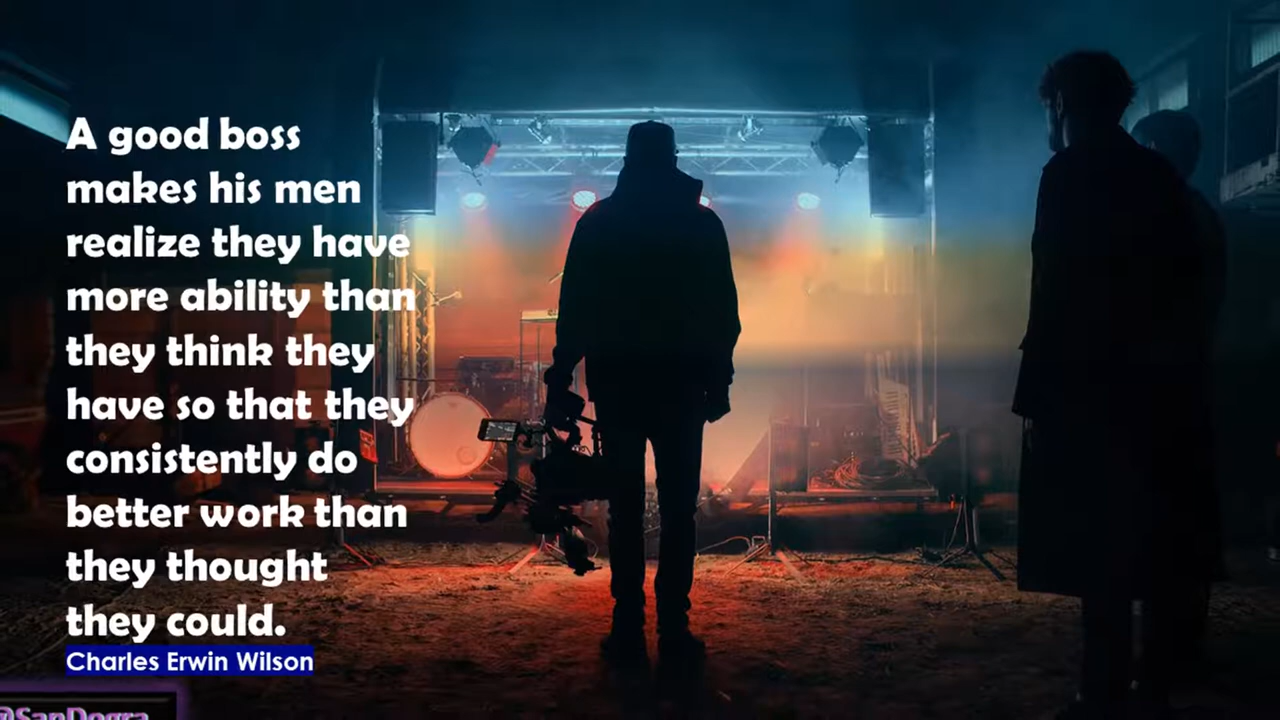 A good boss
makes his men
realize they have
more ability than
they think they
have so that they
consistently do
better work than
they thought
they could.
Charles Erwin Wilson
@SanDogra